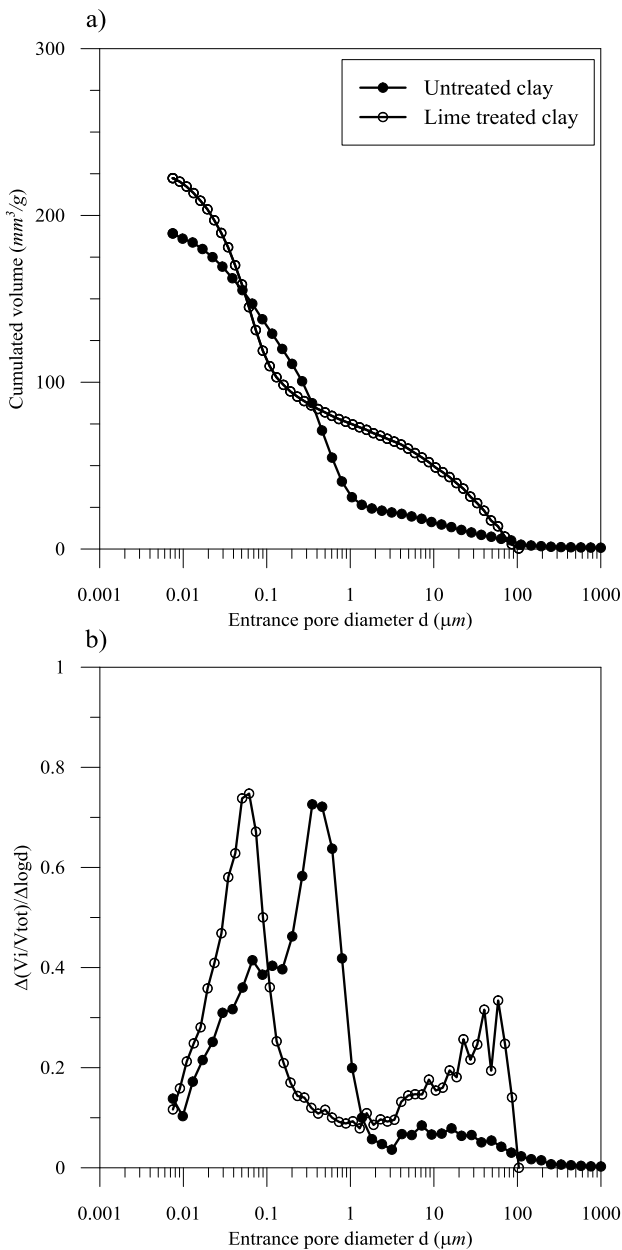 a)
300
200
100
0
Cumulated volume (mm³/g)
Untreated clay
Lime treated clay
0.001 0.01 0.1 1 10 100 1000
Entrance pore diameter d (μm)
b)
1
0.8
0.6
0.4
0.2
0
Δ(Vi/Vtot)/Δlogd
0.001 0.01 0.1 1 10 100 1000
Entrance pore diameter d (μm)